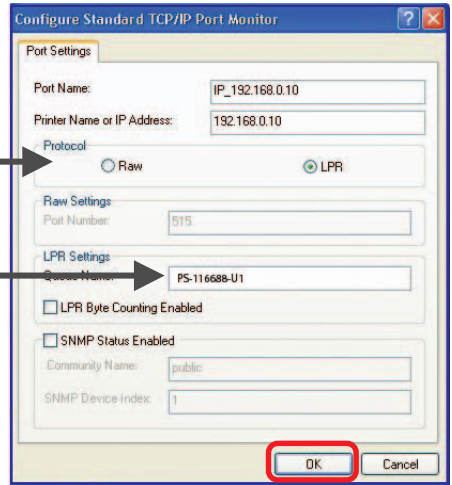 Configure Standard TCP/IP Port Monitor
Port Settings
Port Name: IP_192.168.0.10
Printer Name or IP Address: 192.168.0.10
Protocol
Raw LPR
Raw Settings
Port Number: 515
LPR Settings
Queue Name: PS-116688-U1
LPR Byte Counting Enabled
SNMP Status Enabled
Community Name: public
SNMP Device Index: 1
OK Cancel